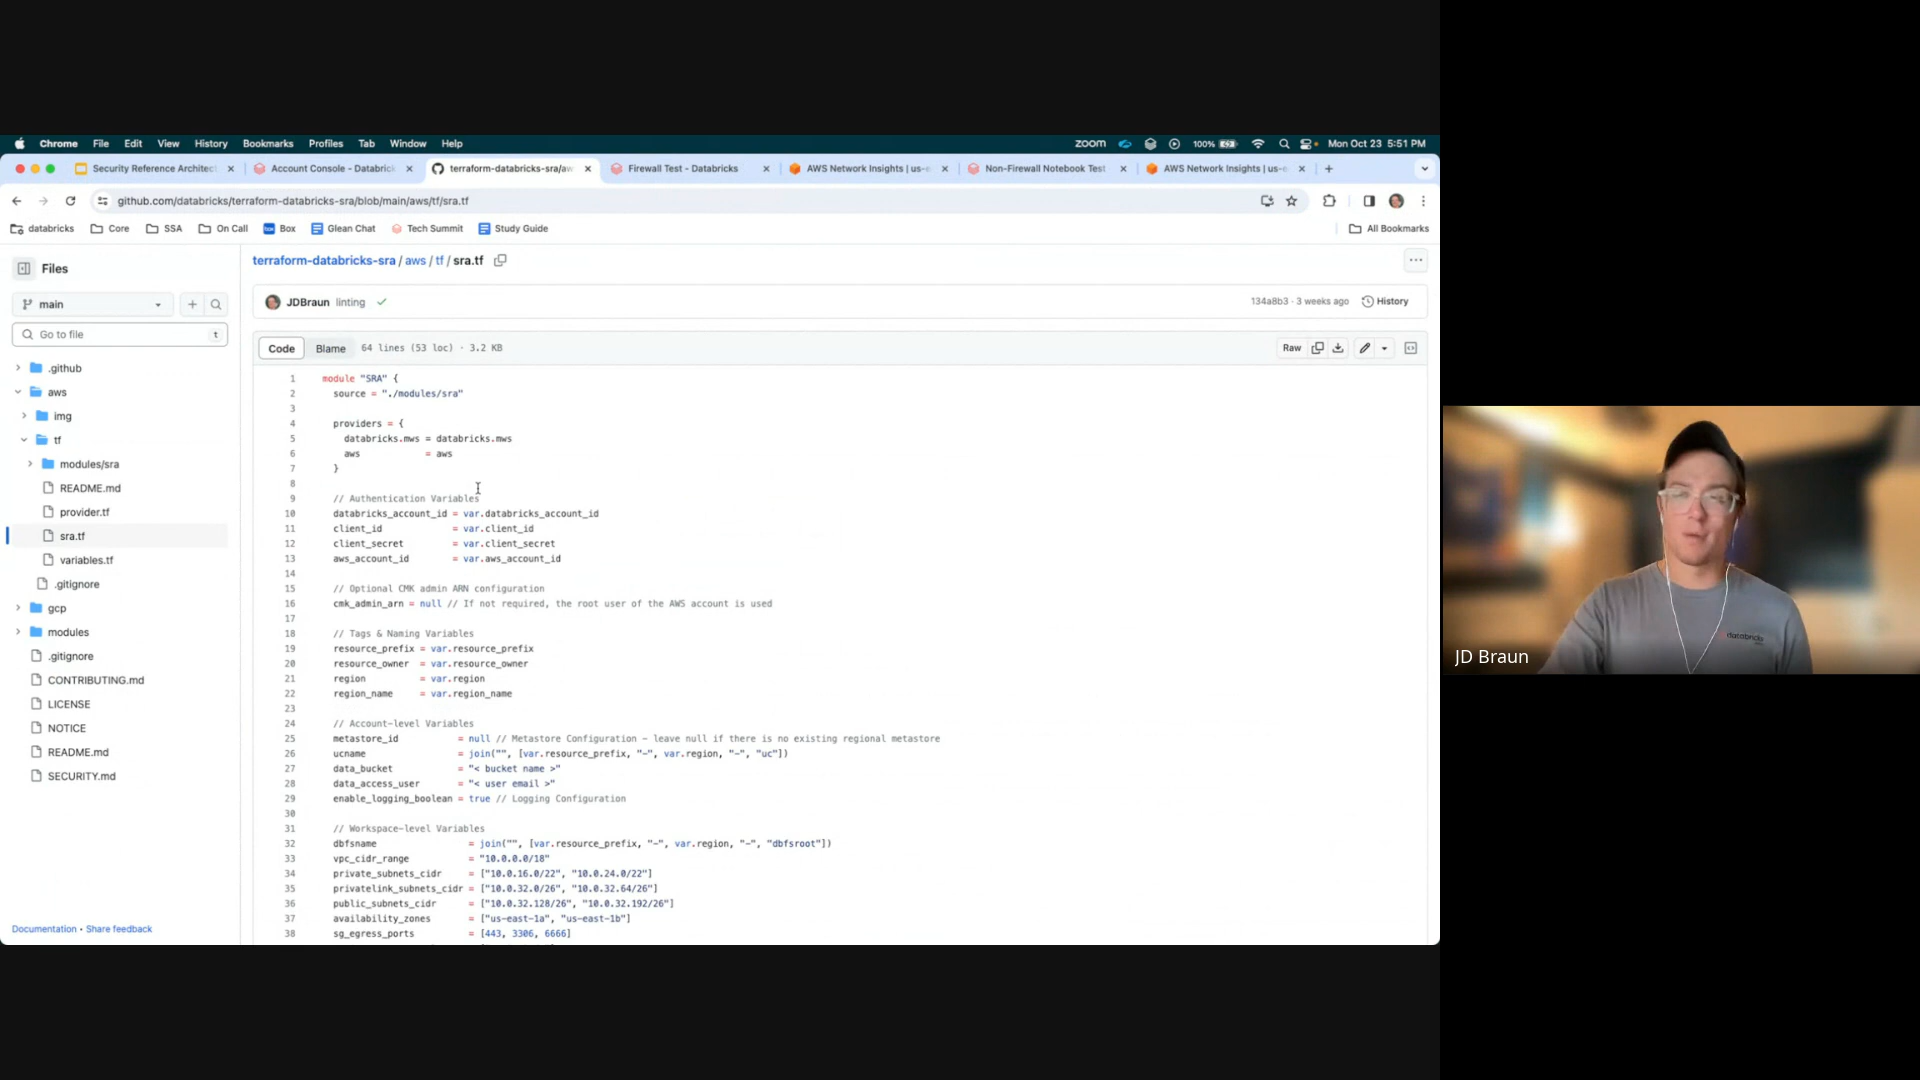 Chrome File Edit View History Bookmarks Profiles Tab Window Help zoom 100% Mon Oct 23 5:51 PM
Security Reference Architec Account Console - Databrick terraform-databricks-sra/aw Firewall Test - Databricks AWS Network Insights | us-e Non-Firewall Notebook Test AWS Network Insights | us-e
github.com/databricks/terraform-databricks-sra/blob/main/aws/tf/sra.tf
databricks Core SSA On Call Box Glean Chat Tech Summit Study Guide All Bookmarks
Files
main
Go to file t
.github
aws
img
tf
modules/sra
README.md
provider.tf
sra.tf
variables.tf
.gitignore
gcp
modules
.gitignore
CONTRIBUTING.md
LICENSE
NOTICE
README.md
SECURITY.md
Documentation • Share feedback
terraform-databricks-sra / aws / tf / sra.tf
JDBraun linting 134a8b3 · 3 weeks ago History
Code Blame 64 lines (53 loc) · 3.2 KB Raw
1 module "SRA" {
2 source = "./modules/sra"
3
4 providers = {
5 databricks.mws = databricks.mws
6 aws = aws
7 }
8
9 // Authentication Variables
10 databricks_account_id = var.databricks_account_id
11 client_id = var.client_id
12 client_secret = var.client_secret
13 aws_account_id = var.aws_account_id
14
15 // Optional CMK admin ARN configuration
16 cmk_admin_arn = null // If not required, the root user of the AWS account is used
17
18 // Tags & Naming Variables
19 resource_prefix = var.resource_prefix
20 resource_owner = var.resource_owner
21 region = var.region
22 region_name = var.region_name
23
24 // Account-level Variables
25 metastore_id = null // Metastore Configuration - leave null if there is no existing regional metastore
26 ucname = join("", [var.resource_prefix, "-", var.region, "-", "uc"])
27 data_bucket = "< bucket name >"
28 data_access_user = "< user email >"
29 enable_logging_boolean = true // Logging Configuration
30
31 // Workspace-level Variables
32 dbfsname = join("", [var.resource_prefix, "-", var.region, "-", "dbfsroot"])
33 vpc_cidr_range = "10.0.0.0/18"
34 private_subnets_cidr = ["10.0.16.0/22", "10.0.24.0/22"]
35 privatelink_subnets_cidr = ["10.0.32.0/26", "10.0.32.64/26"]
36 public_subnets_cidr = ["10.0.32.128/26", "10.0.32.192/26"]
37 availability_zones = ["us-east-1a", "us-east-1b"]
38 sg_egress_ports = [443, 3306, 6666]
databricks
JD Braun